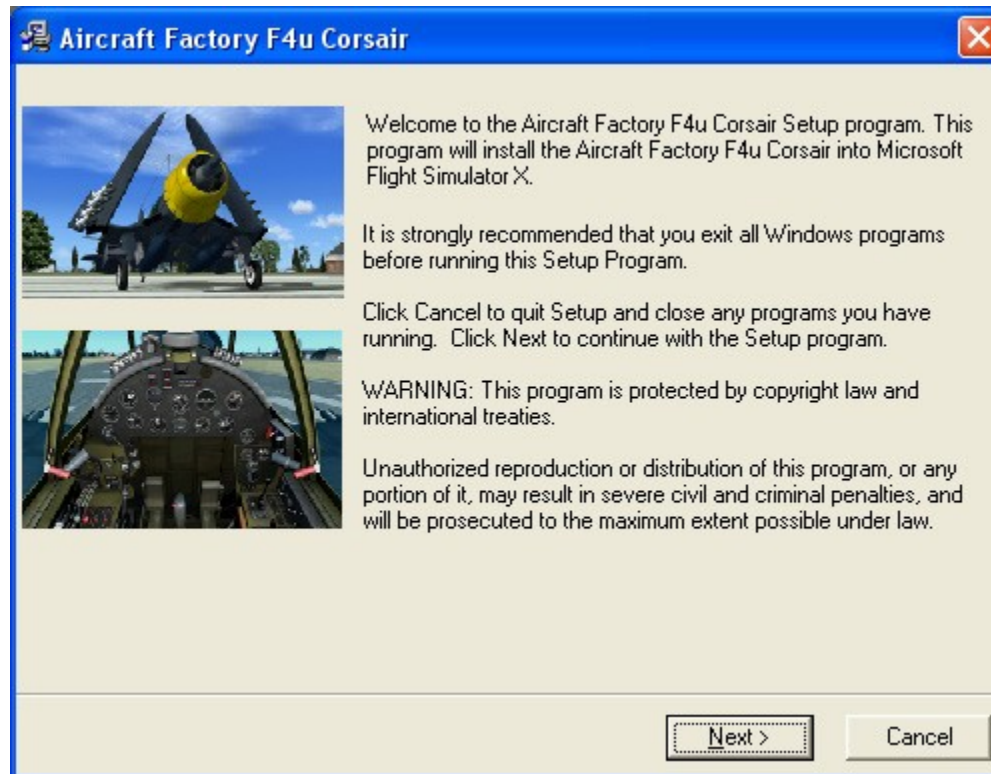 Aircraft Factory F4u Corsair
Welcome to the Aircraft Factory F4u Corsair Setup program. This
program will install the Aircraft Factory F4u Corsair into Microsoft
Flight Simulator X.
It is strongly recommended that you exit all Windows programs
before running this Setup Program.
Click Cancel to quit Setup and close any programs you have
running. Click Next to continue with the Setup program.
WARNING: This program is protected by copyright law and
international treaties.
Unauthorized reproduction or distribution of this program, or any
portion of it, may result in severe civil and criminal penalties, and
will be prosecuted to the maximum extent possible under law.
Next >
Cancel